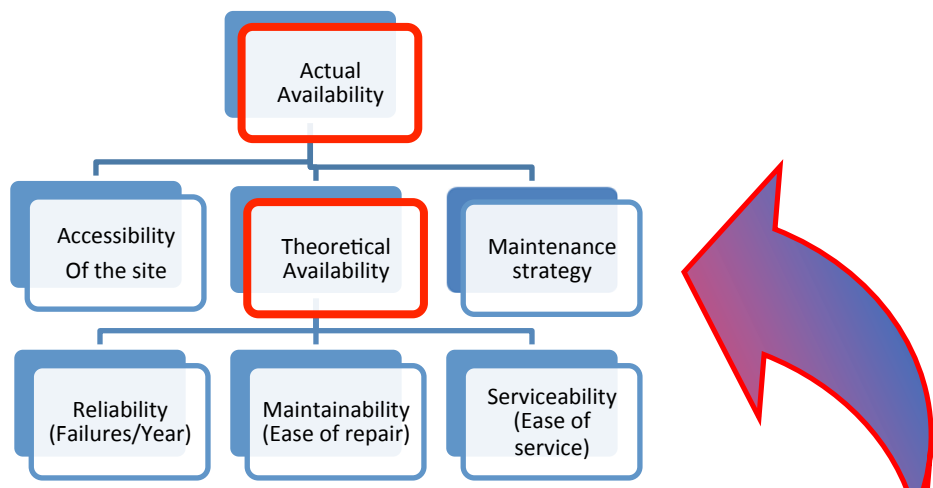 Actual
Availability
Accessibility
Of the site
Theoretical
Availability
Maintenance
strategy
Reliability
(Failures/Year)
Maintainability
(Ease of repair)
Serviceability
(Ease of
service)